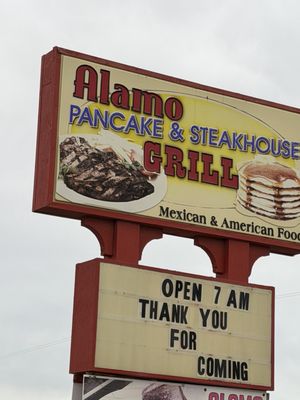 Alamo
PANCAKE & STEAKHOUSE
GRILL
Mexican & American Food
OPEN 7 AM
THANK YOU
FOR
COMING